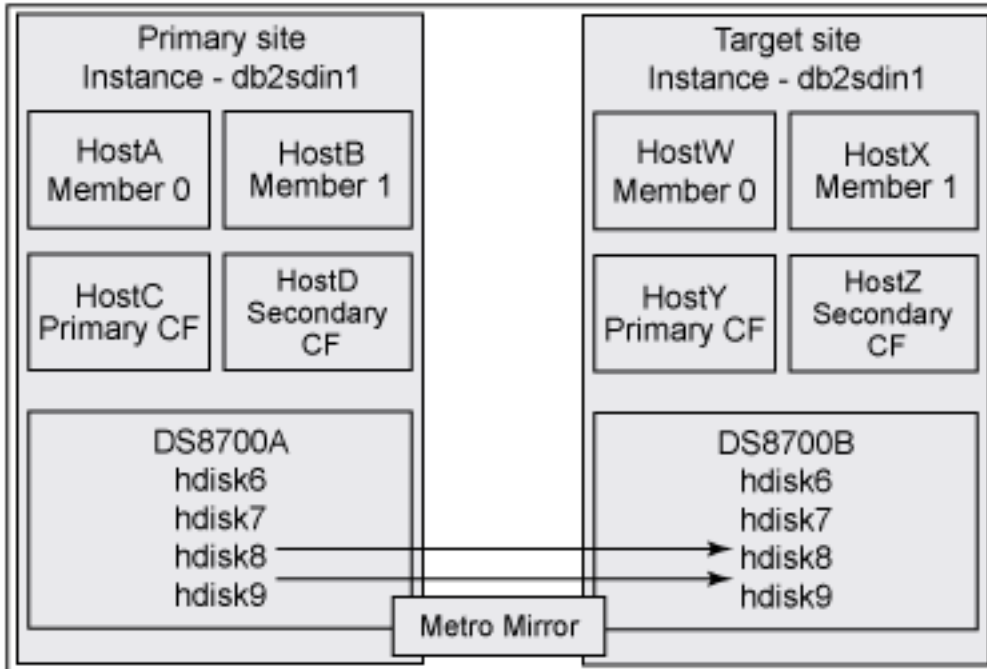 Primary site
Instance - db2sdin1
HostA
Member 0
HostB
Member 1
HostC
Primary CF
HostD
Secondary
CF
DS8700A
hdisk6
hdisk7
hdisk8
hdisk9
Target site
Instance - db2sdin1
HostW
Member 0
HostX
Member 1
HostY
Primary CF
HostZ
Secondary
CF
DS8700B
hdisk6
hdisk7
hdisk8
hdisk9
Metro Mirror